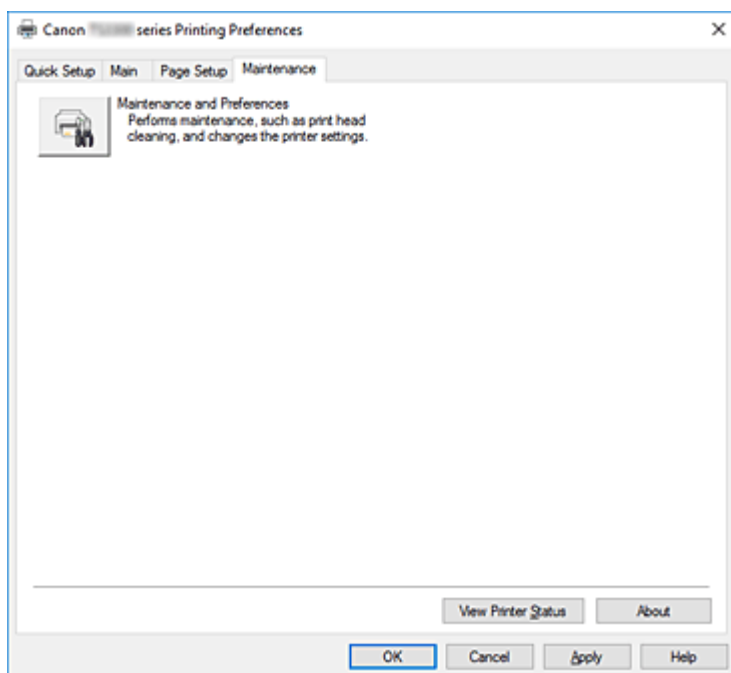 Canon series Printing Preferences
Quick Setup Main Page Setup Maintenance
Maintenance and Preferences
Performs maintenance, such as print head
cleaning, and changes the printer settings.
View Printer Status About
OK Cancel Apply Help